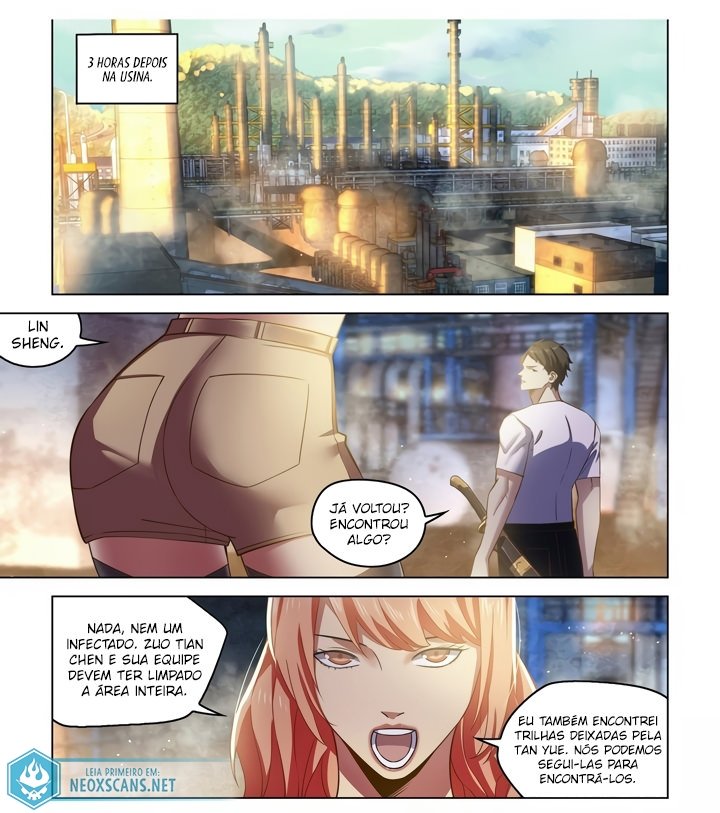 3 HORAS DEPOIS
NA USINA.
LIN
SHENG.
JÁ VOLTOU?
ENCONTROU
ALGO?
NADA, NEM UM
INFECTADO. ZUO TIAN
CHEN E SUA EQUIPE
DEVEM TER LIMPADO
A ÁREA INTEIRA.
EU TAMBÉM ENCONTREI
TRILHAS DEIXADAS PELA
TAN YUE. NÓS PODEMOS
SEGUI-LAS PARA
ENCONTRÁ-LOS.
LEIA PRIMEIRO EM:
NEOXSCANS.NET